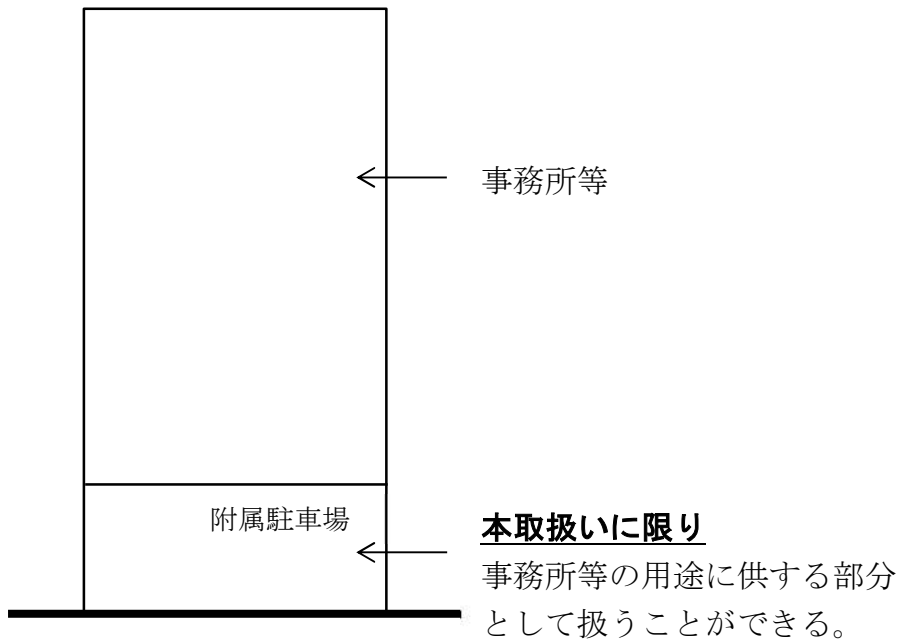 事務所等
附属駐車場
本取扱いに限り
事務所等の用途に供する部分
として扱うことができる。